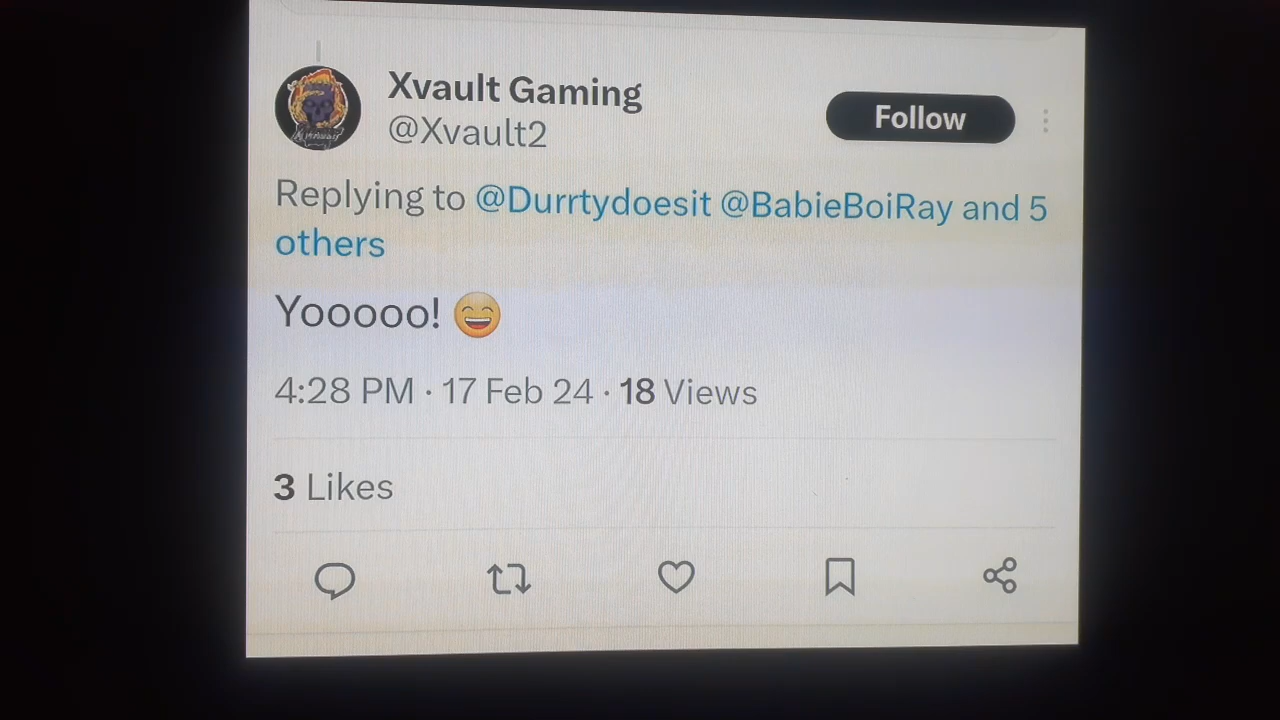 Xvault Gaming
@Xvault2
Follow
Replying to @Durrtydoesit @BabieBoiRay and 5
others
Yooooo! 😄
4:28 PM · 17 Feb 24 · 18 Views
3 Likes